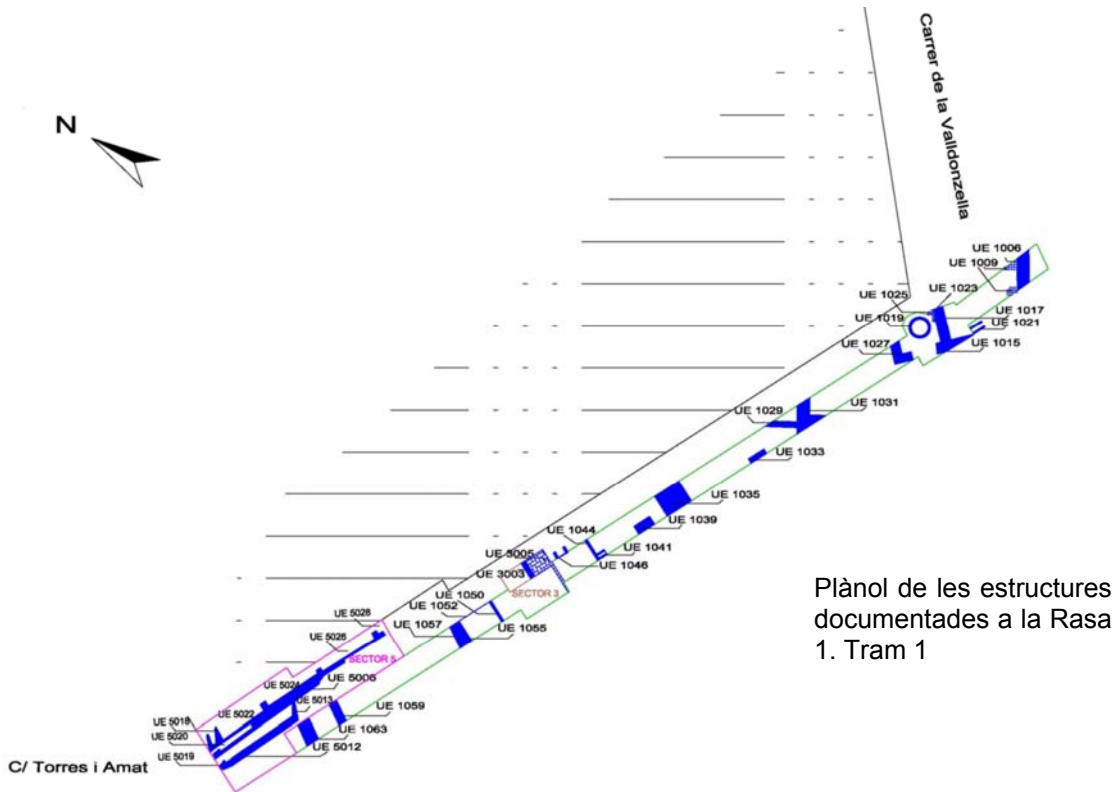 Carrer de la Valldonzella
N
UE 1006
UE 1009
UE 1023
UE 1025
UE 1017
UE 1019
UE 1021
UE 1027
UE 1015
UE 1031
UE 1029
UE 1033
UE 1035
UE 1044
UE 1039
UE 1041
UE 3005
UE 1046
UE 3003
SECTOR 3
UE 1050
UE 1052
UE 1057
UE 1055
Plànol de les estructures
documentades a la Rasa
1. Tram 1
UE 5026
UE 5025
SECTOR 5
UE 5006
UE 5024
UE 5013
UE 1059
UE 5022
UE 5018
UE 1063
UE 5020
UE 5012
UE 5019
C/ Torres i Amat